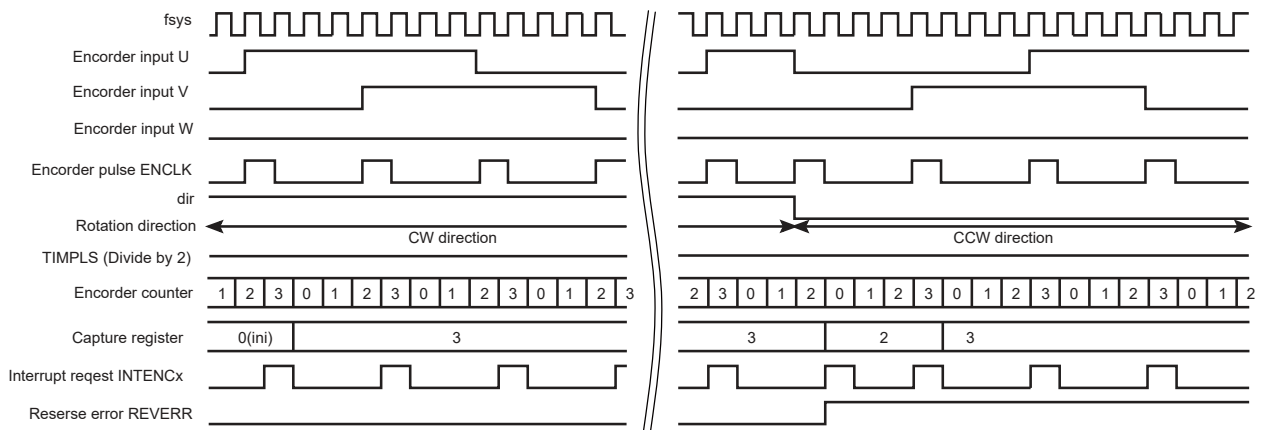 fsys
Encorder input U
Encorder input V
Encorder input W
Encorder pulse ENCLK
dir
Rotation direction
CW direction
CCW direction
TIMPLS (Divide by 2)
Encorder counter
1 2 3 0 1 2 3 0 1 2 3 0 1 2 3
2 3 0 1 2 0 1 2 3 0 1 2 3 0 1 2 3 0 1 2
Capture register
0(ini)
3
3
2
3
Interrupt reqest INTENCx
Reserse error REVERR